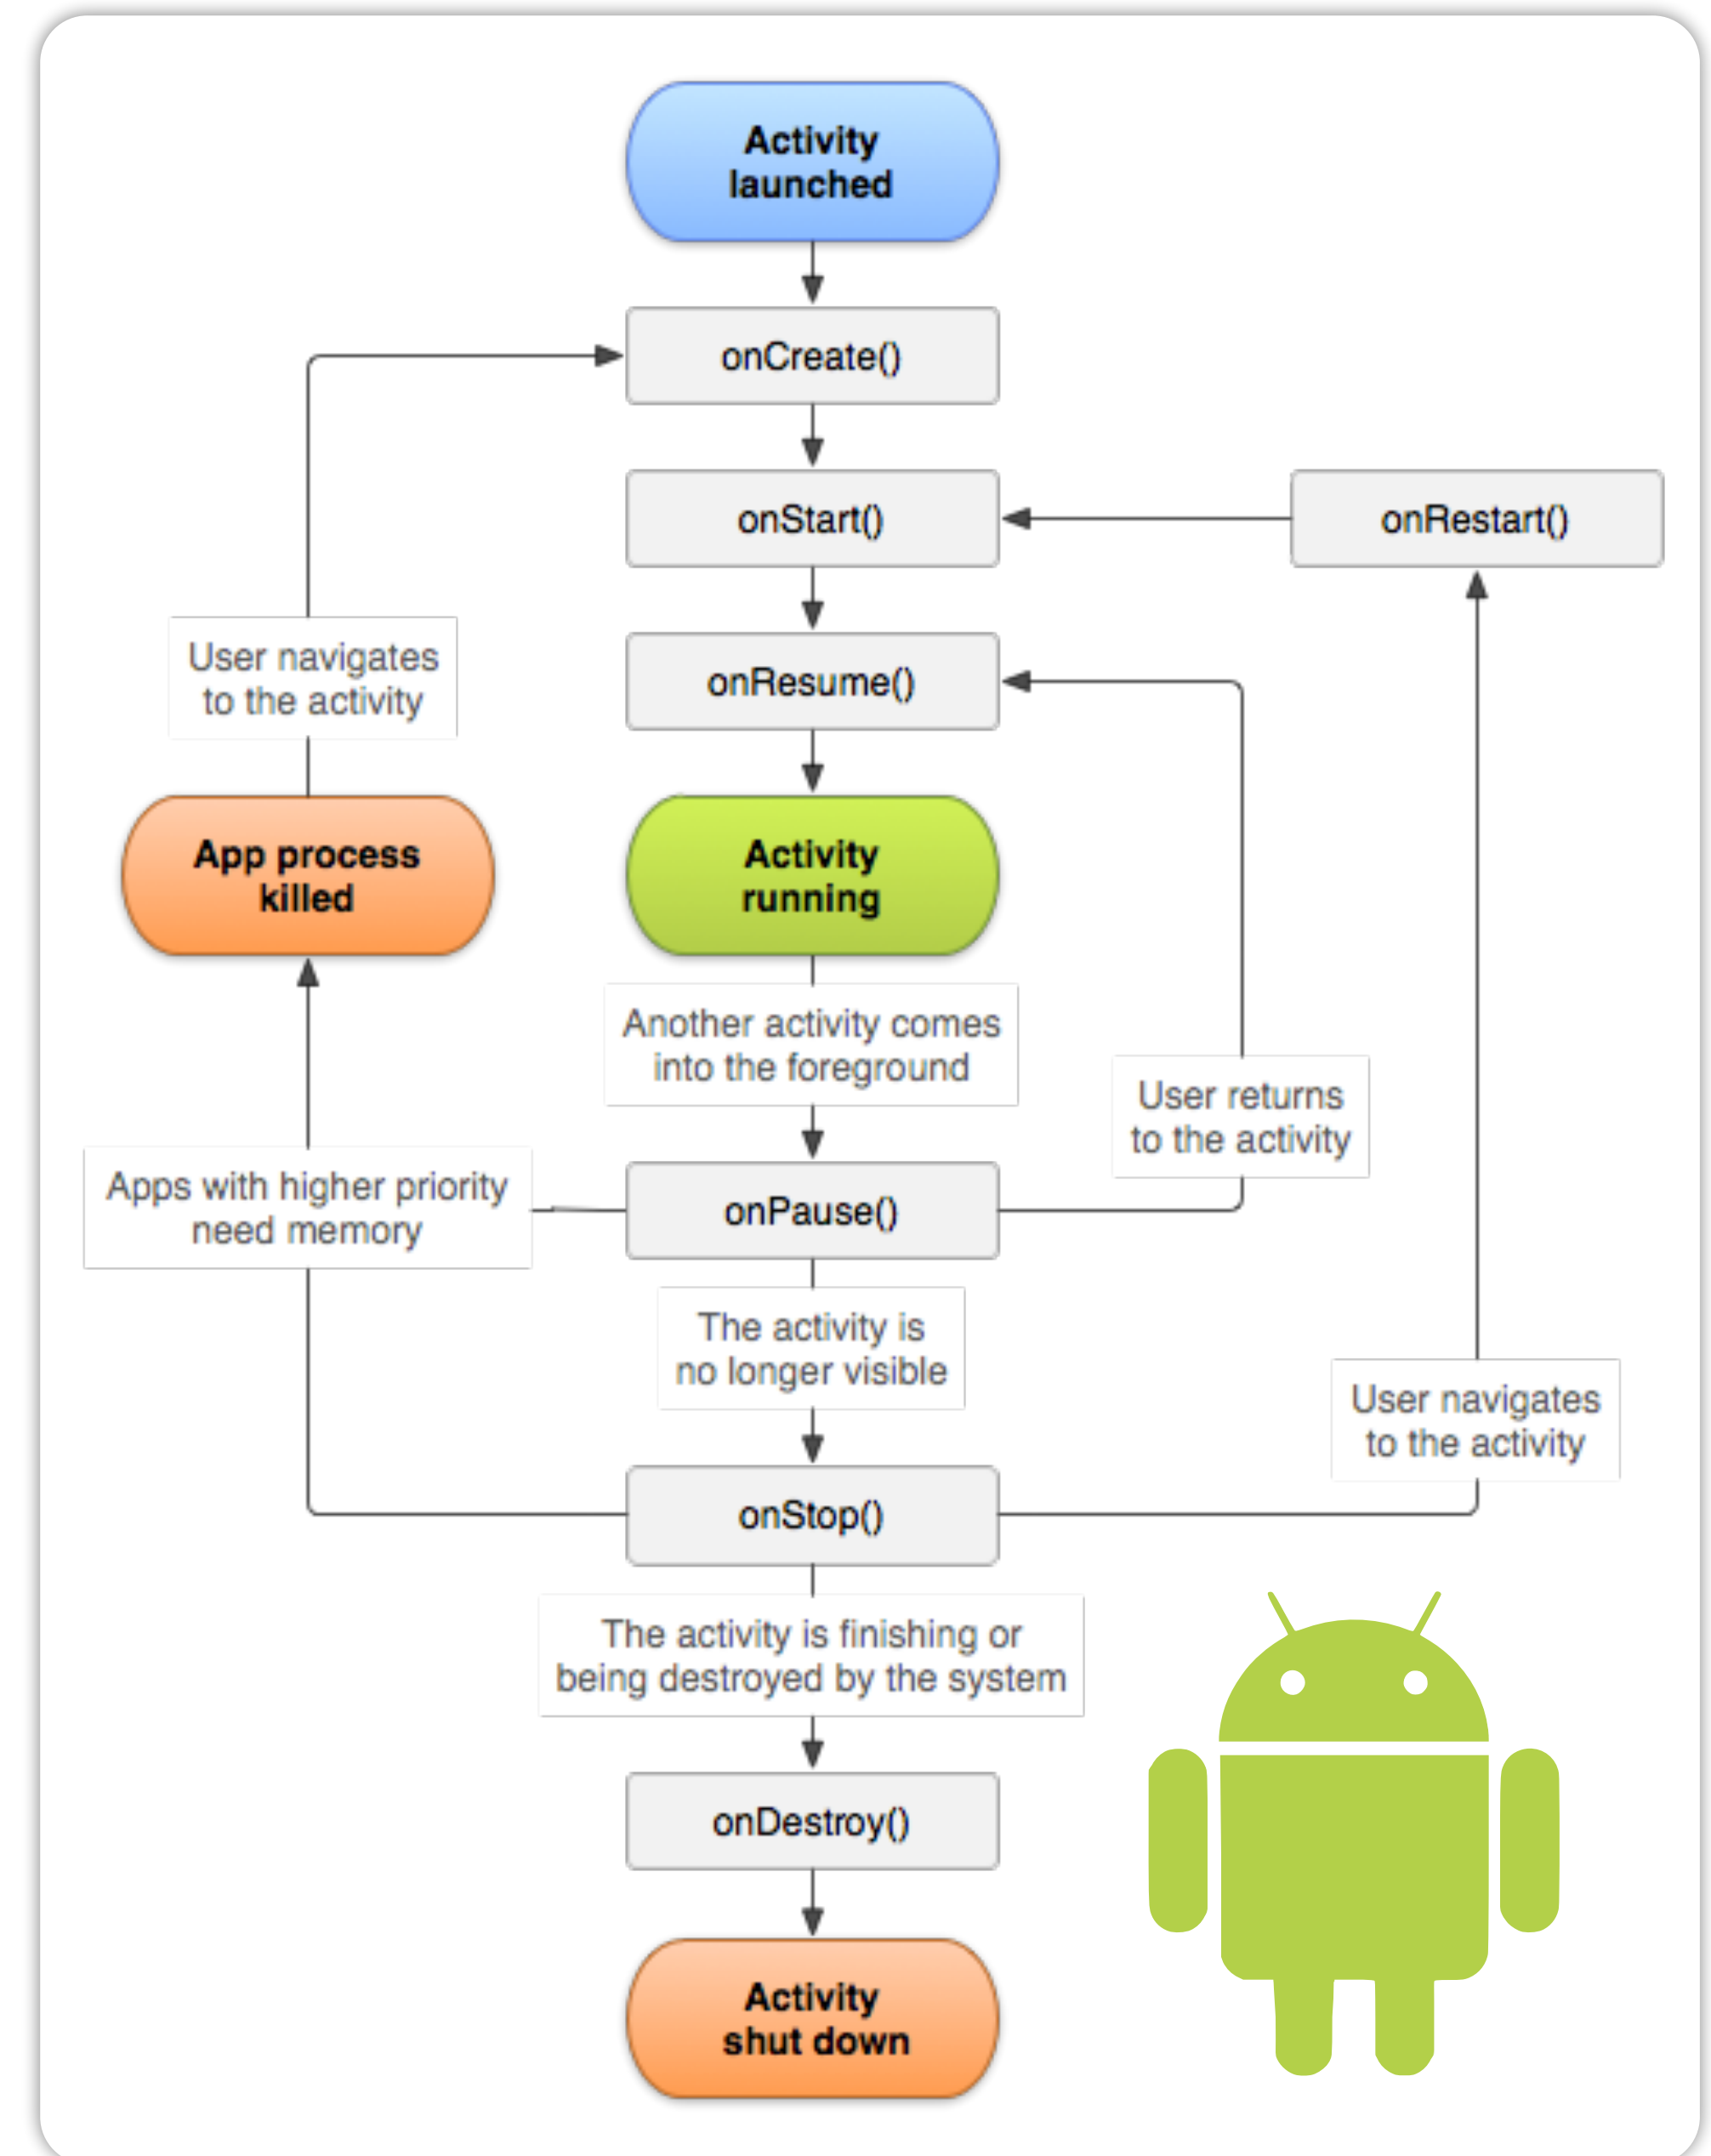 Activity
launched
onCreate()
onStart()
onRestart()
onResume()
User navigates
to the activity
App process
killed
Activity
running
Another activity comes
into the foreground
User returns
to the activity
Apps with higher priority
need memory
onPause()
The activity is
no longer visible
User navigates
to the activity
onStop()
The activity is finishing or
being destroyed by the system
onDestroy()
Activity
shut down